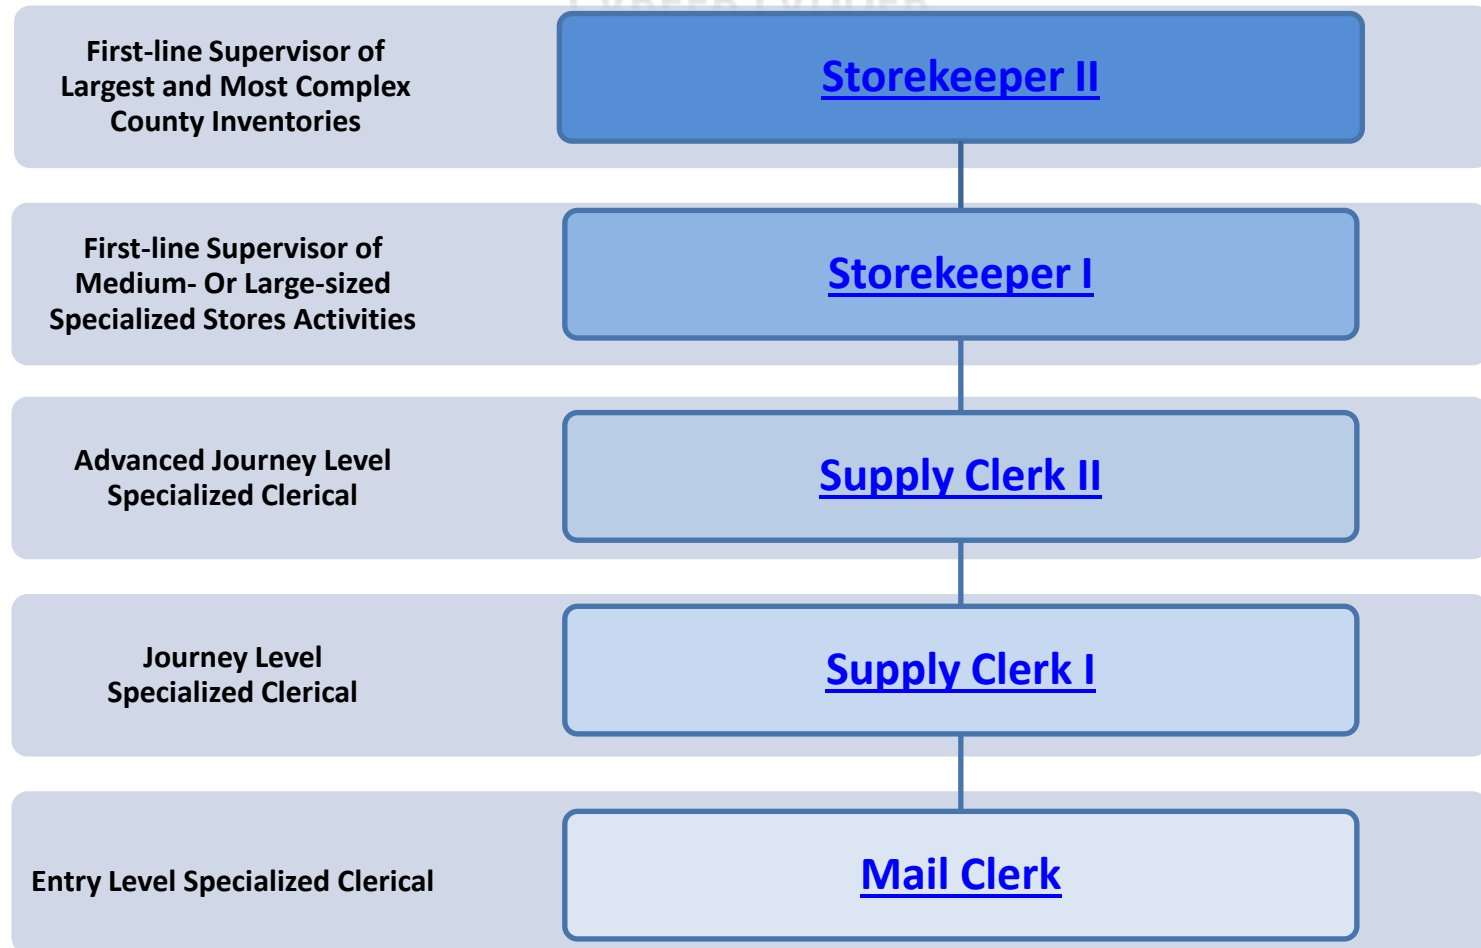 First-line Supervisor of
Largest and Most Complex
County Inventories
Storekeeper II
First-line Supervisor of
Medium- Or Large-sized
Specialized Stores Activities
Storekeeper I
Advanced Journey Level
Specialized Clerical
Supply Clerk II
Journey Level
Specialized Clerical
Supply Clerk I
Entry Level Specialized Clerical
Mail Clerk